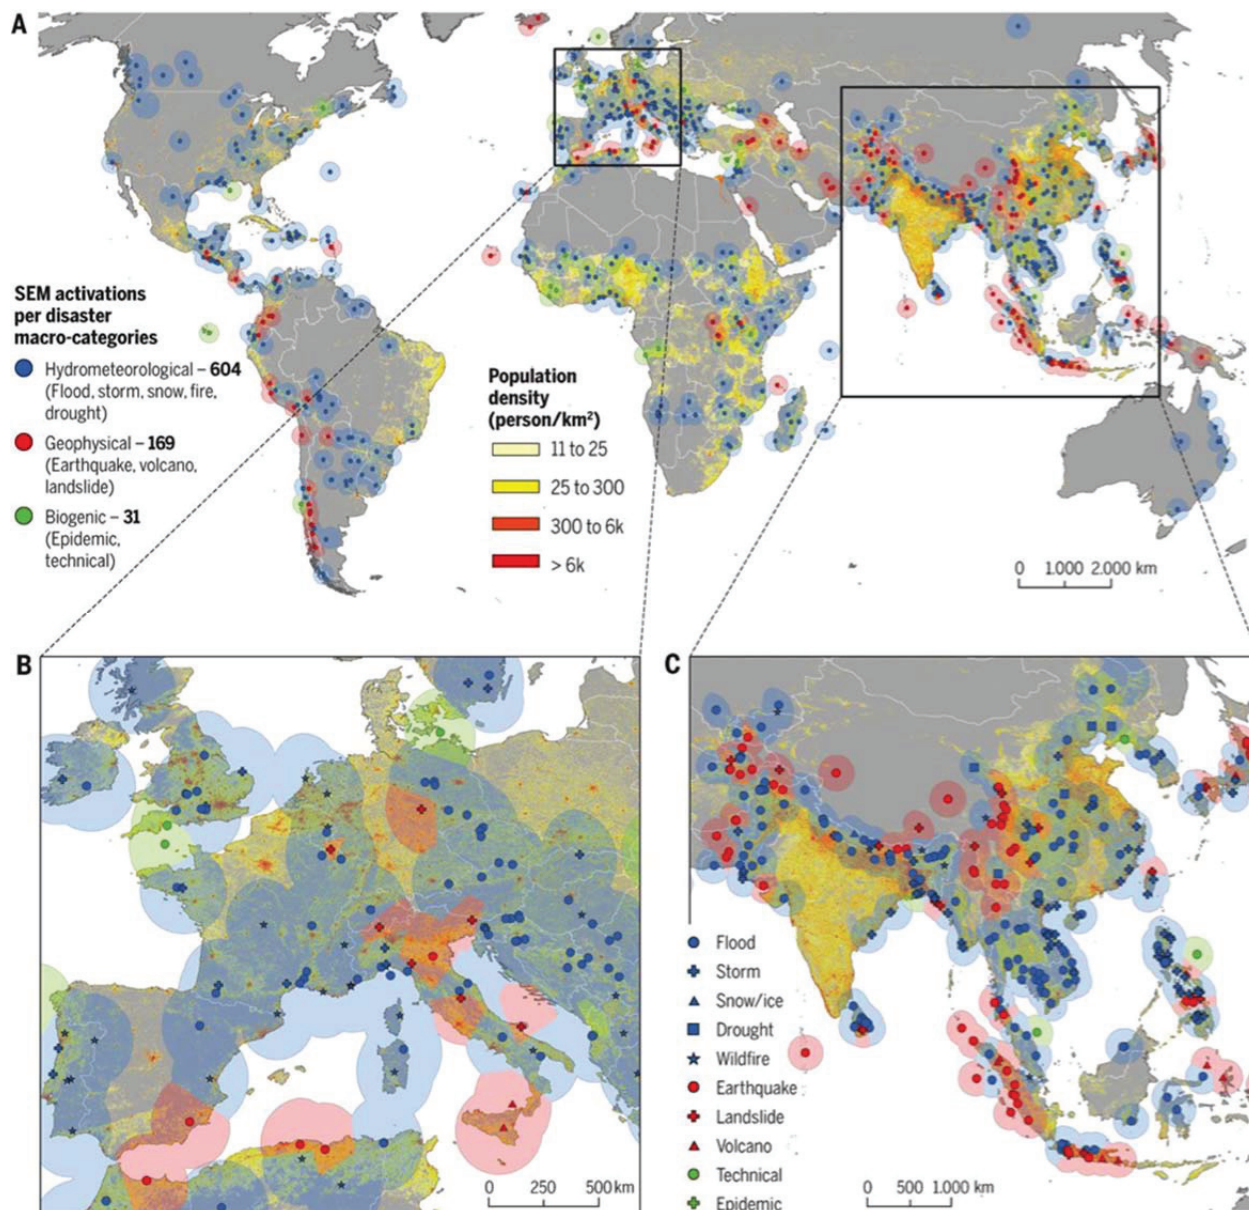 A
SEM activations
per disaster
macro-categories
Hydrometeorological – 604
(Flood, storm, snow, fire,
drought)
Geophysical – 169
(Earthquake, volcano,
landslide)
Biogenic – 31
(Epidemic,
technical)
Population
density
(person/km²)
11 to 25
25 to 300
300 to 6k
> 6k
0 1.000 2.000 km
B
0 250 500 km
C
Flood
Storm
Snow/ice
Drought
Wildfire
Earthquake
Landslide
Volcano
Technical
Epidemic
0 500 1.000 km